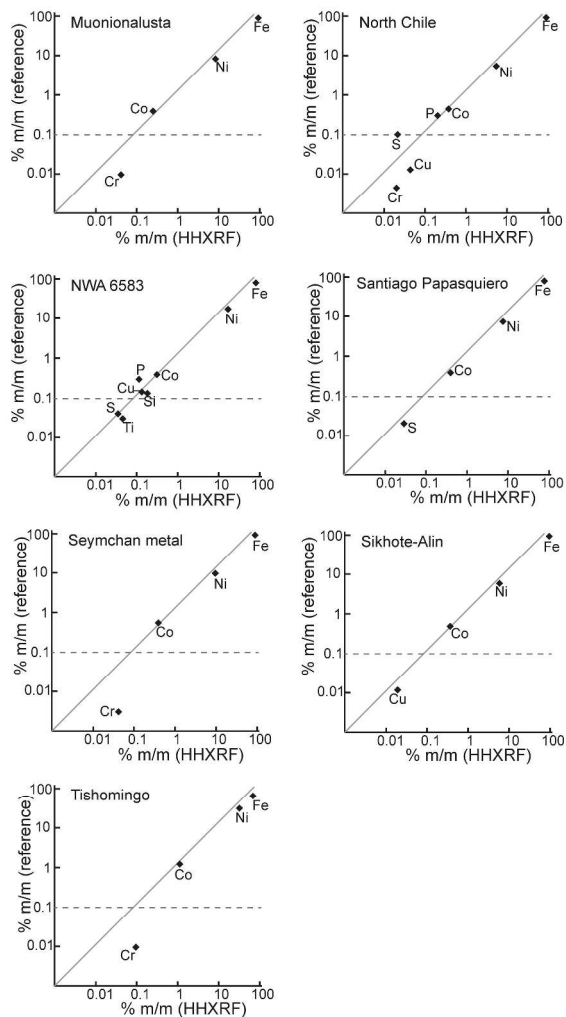 Muonionalusta
% m/m (reference)
100
10
1
0.1
0.01
Fe
Ni
Co
Cr
0.01 0.1 1 10 100
% m/m (HHXRF)
North Chile
% m/m (reference)
100
10
1
0.1
0.01
Fe
Ni
P Co
S
Cu
Cr
0.01 0.1 1 10 100
% m/m (HHXRF)
NWA 6583
% m/m (reference)
100
10
1
0.1
0.01
Fe
Ni
P Co
Cu
Si
S
Ti
0.01 0.1 1 10 100
% m/m (HHXRF)
Santiago Papasquiero
% m/m (reference)
100
10
1
0.1
0.01
Fe
Ni
Co
S
0.01 0.1 1 10 100
% m/m (HHXRF)
Seymchan metal
% m/m (reference)
100
10
1
0.1
0.01
Fe
Ni
Co
Cr
0.01 0.1 1 10 100
% m/m (HHXRF)
Sikhote-Alin
% m/m (reference)
100
10
1
0.1
0.01
Fe
Ni
Co
Cu
0.01 0.1 1 10 100
% m/m (HHXRF)
Tishomingo
% m/m (reference)
100
10
1
0.1
0.01
Fe
Ni
Co
Cr
0.01 0.1 1 10 100
% m/m (HHXRF)